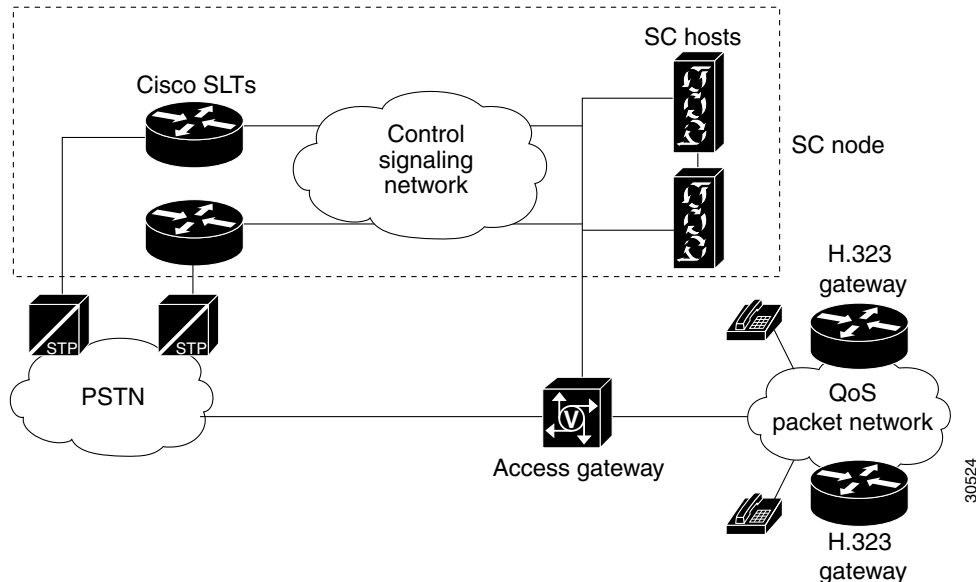 SC hosts
Cisco SLTs
Control
signaling
network
SC node
H.323
gateway
STP
STP
PSTN
V
QoS
packet network
Access gateway
30524
H.323
gateway